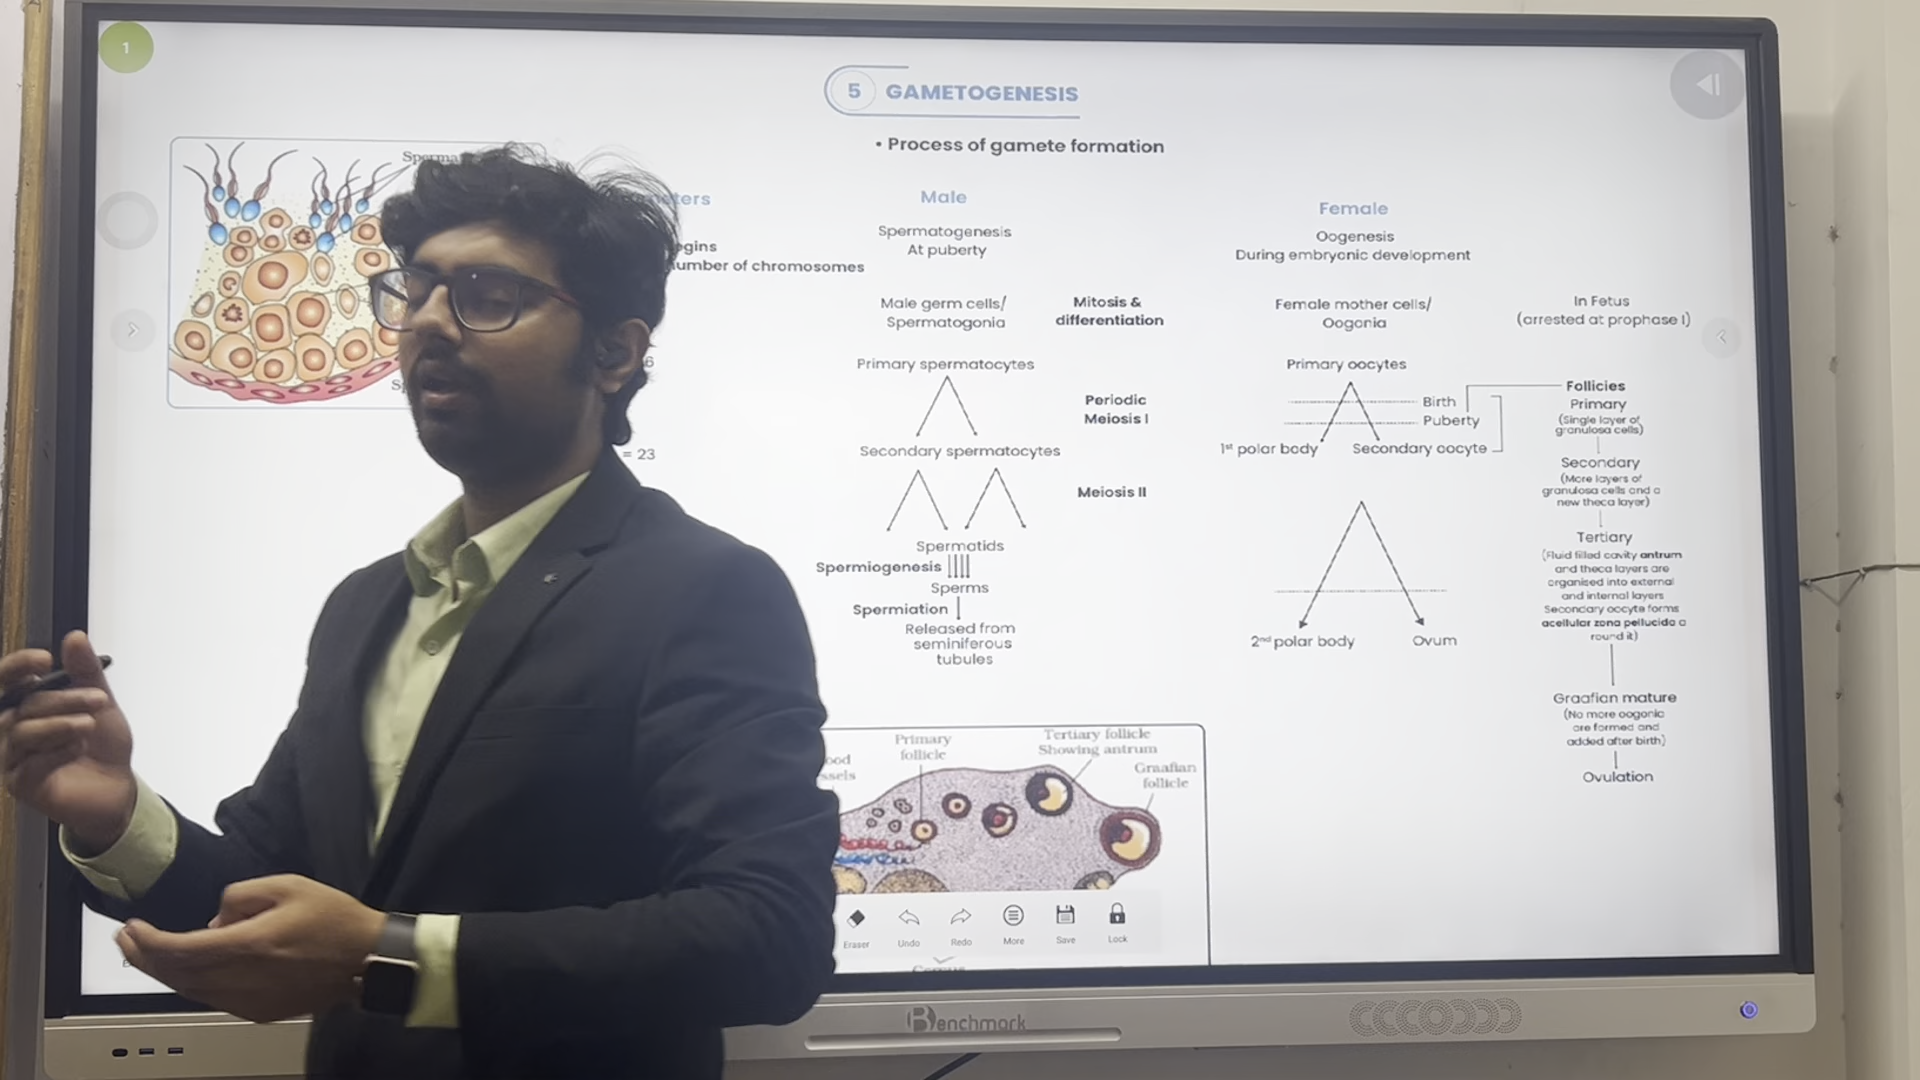 1
5 GAMETOGENESIS
• Process of gamete formation
Male
Female
Spermatogenesis
At puberty
Oogenesis
During embryonic development
number of chromosomes
Male germ cells/
Spermatogonia
Mitosis &
differentiation
Female mother cells/
Oogonia
In Fetus
(arrested at prophase I)
Primary spermatocytes
Primary oocytes
Periodic
Meiosis I
Birth
Puberty
Follicies
Primary
(Single layer of
granulosa cells)
= 23
Secondary spermatocytes
1st polar body
Secondary oocyte
Secondary
(More layers of
granulosa cells and a
new theca layer)
Meiosis II
Spermatids
Spermiogenesis
Sperms
Spermiation
Released from
seminiferous
tubules
Tertiary
(Fluid filled cavity antrum
and theca layers are
organised into external
and internal layers
Secondary oocyte forms
acellular zona pellucida a
round it)
2nd polar body
Ovum
Graafian mature
(No more oogonia
are formed and
added after birth)
Ovulation
Primary
follicle
Tertiary follicle
Showing antrum
Graafian
follicle
Eraser
Undo
Redo
More
Save
Lock
Benchmark